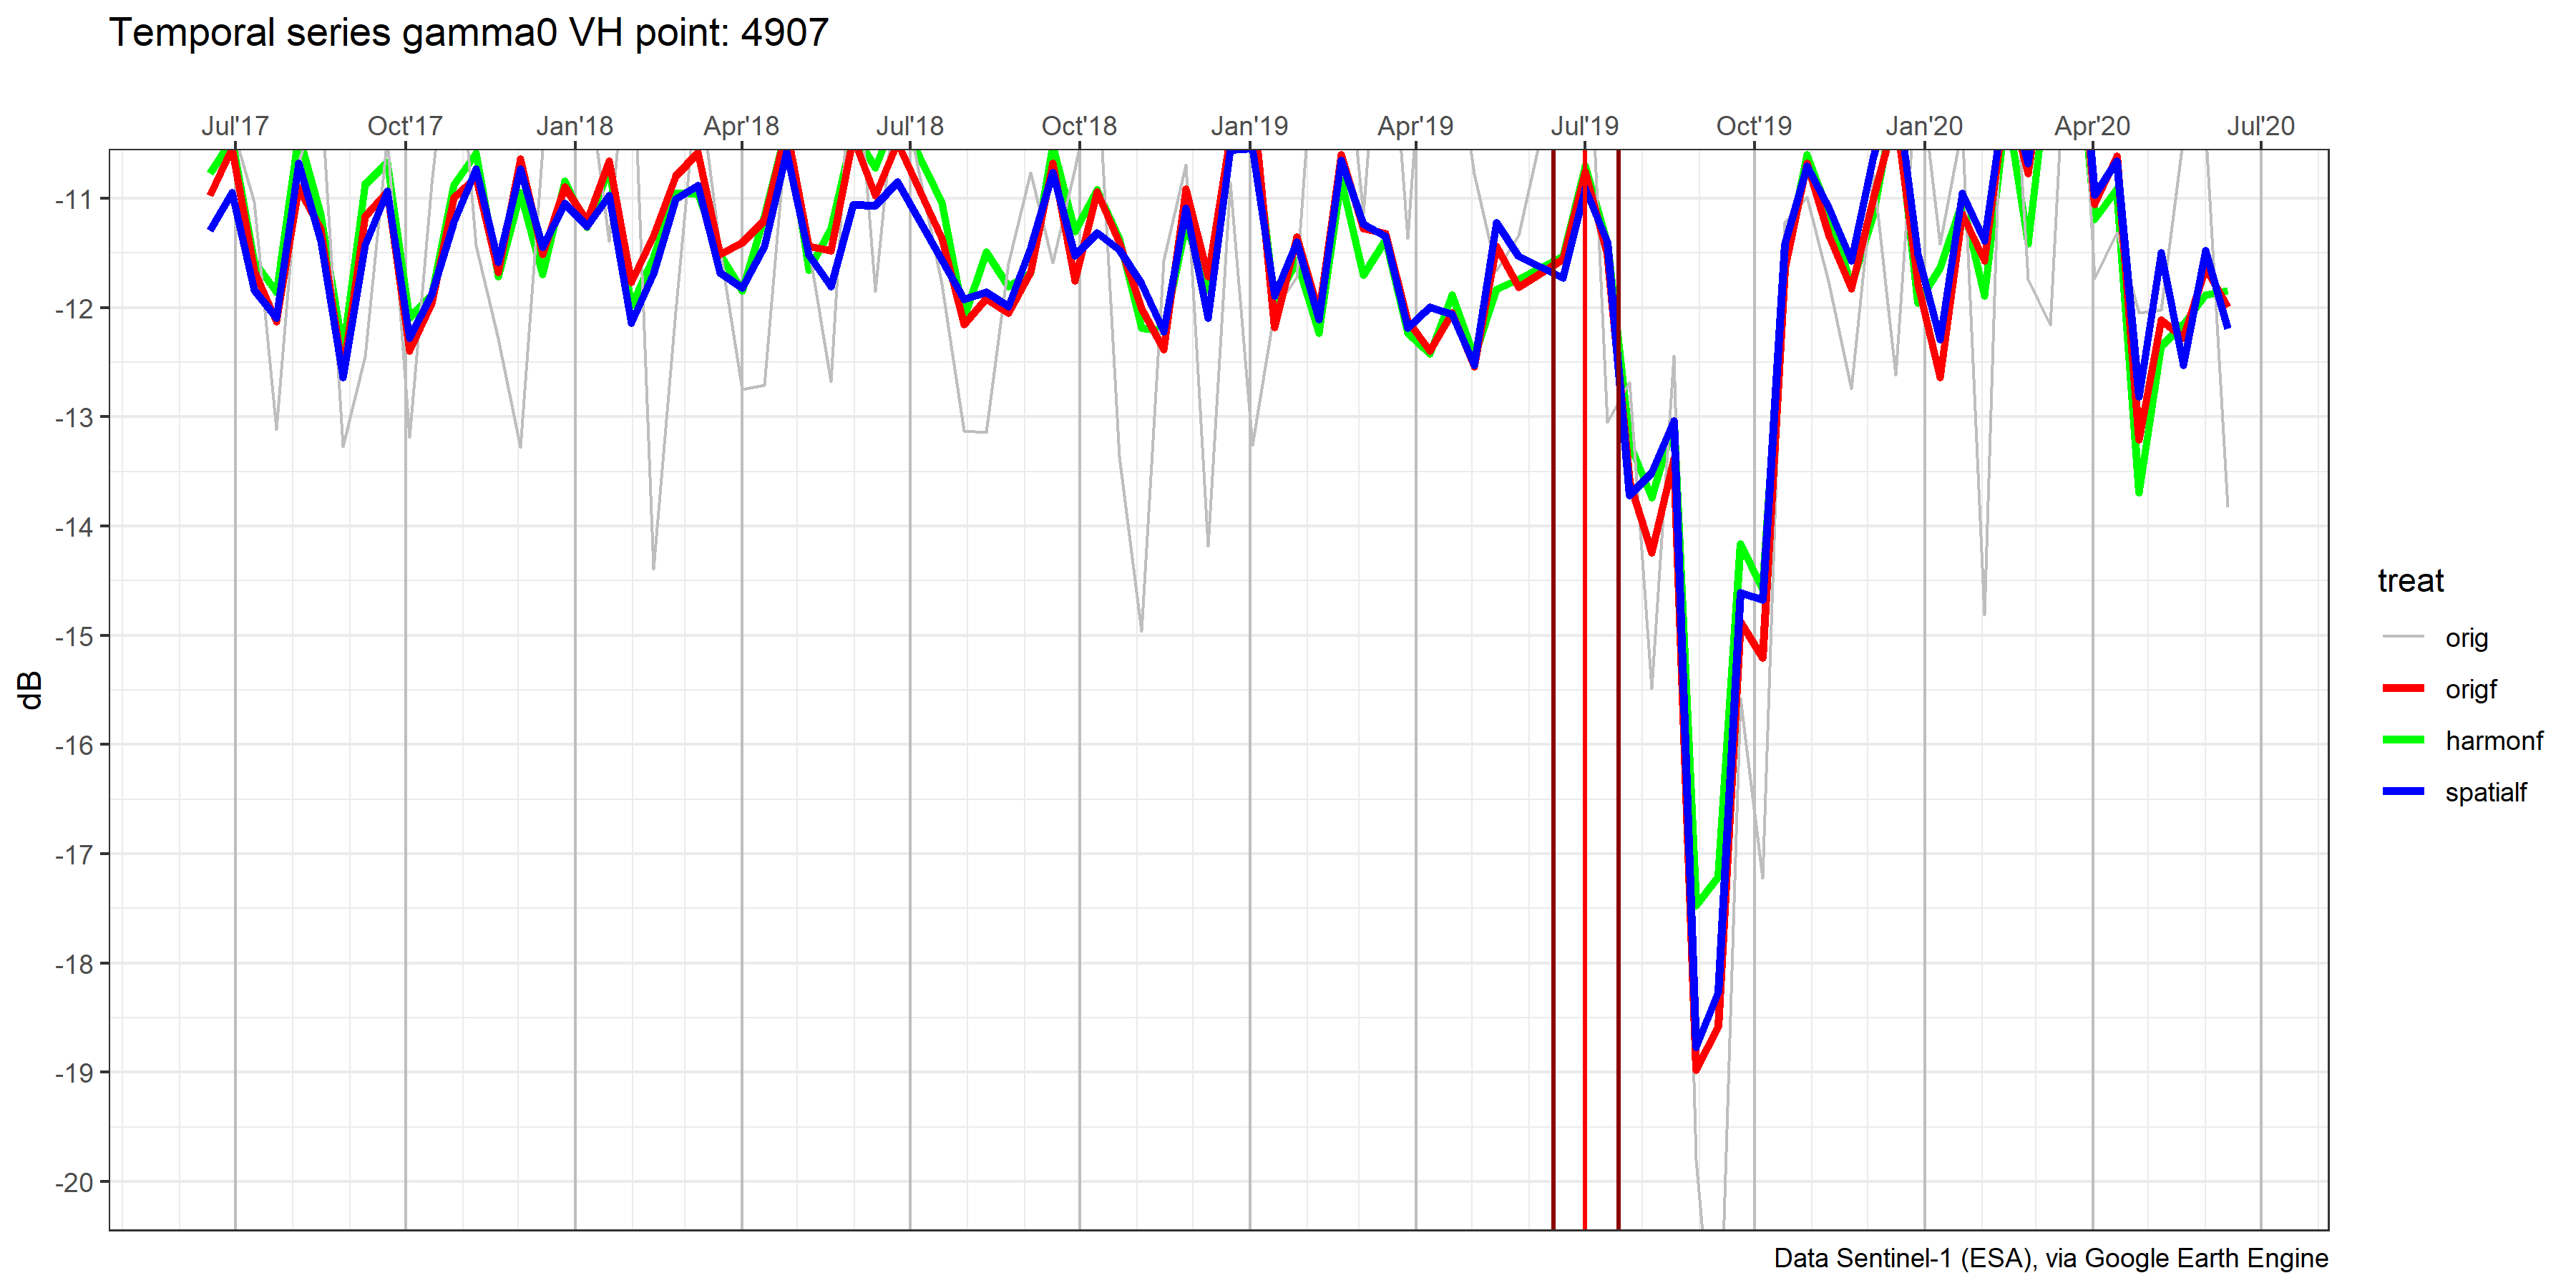 Temporal series gamma0 VH point: 4907
Jul'17 Oct'17 Jan'18 Apr'18 Jul'18 Oct'18 Jan'19 Apr'19 Jul'19 Oct'19 Jan'20 Apr'20 Jul'20
-11
-12
-13
-14
-15
-16
-17
-18
-19
-20
dB
treat
orig
origf
harmonf
spatialf
Data Sentinel-1 (ESA), via Google Earth Engine